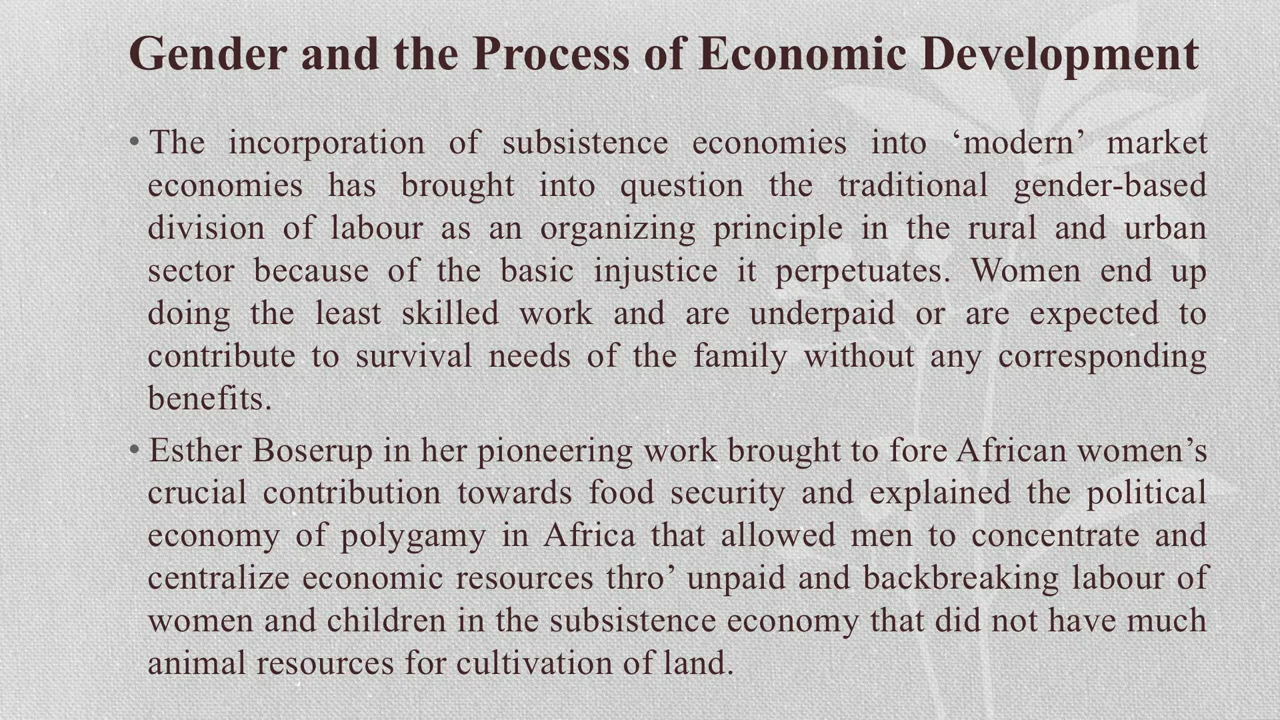 Gender and the Process of Economic Development
• The incorporation of subsistence economies into ‘modern’ market
economies has brought into question the traditional gender-based
division of labour as an organizing principle in the rural and urban
sector because of the basic injustice it perpetuates. Women end up
doing the least skilled work and are underpaid or are expected to
contribute to survival needs of the family without any corresponding
benefits.
• Esther Boserup in her pioneering work brought to fore African women’s
crucial contribution towards food security and explained the political
economy of polygamy in Africa that allowed men to concentrate and
centralize economic resources thro’ unpaid and backbreaking labour of
women and children in the subsistence economy that did not have much
animal resources for cultivation of land.